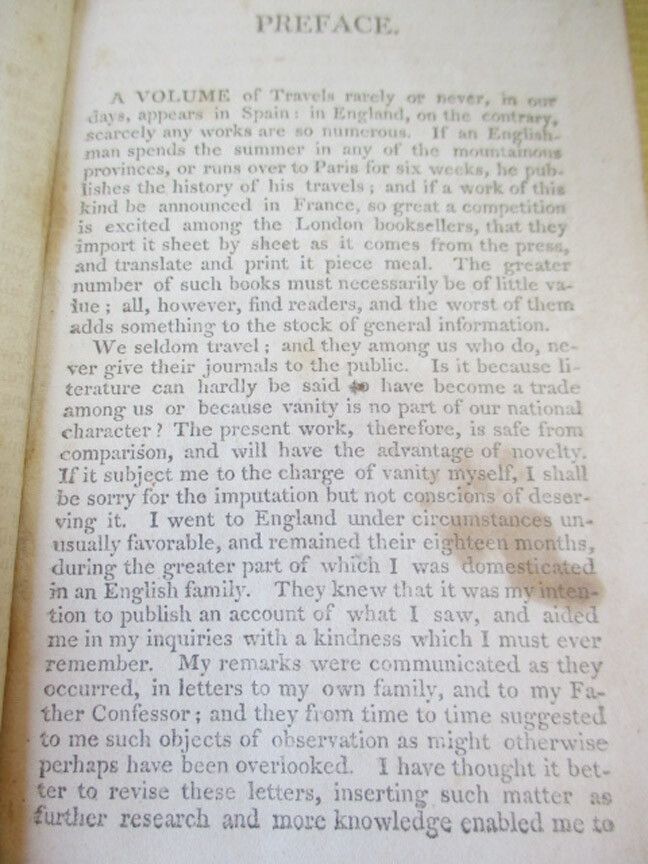 PREFACE.
A VOLUME of Travels rarely or never, in our
days, appears in Spain: in England, on the contrary,
scarcely any works are so numerous. If an English-
man spends the summer in any of the mountainous
provinces, or runs over to Paris for six weeks, he pub-
lishes the history of his travels; and if a work of this
kind be announced in France, so great a competition
is excited among the London booksellers, that they
import it sheet by sheet as it comes from the press,
and translate and print it piece meal. The greater
number of such books must necessarily be of little va-
lue; all, however, find readers, and the worst of them
adds something to the stock of general information.
We seldom travel; and they among us who do, ne-
ver give their journals to the public. Is it because li-
terature can hardly be said to have become a trade
among us or because vanity is no part of our national
character? The present work, therefore, is safe from
comparison, and will have the advantage of novelty.
If it subject me to the charge of vanity myself, I shall
be sorry for the imputation but not conscions of deser-
ving it. I went to England under circumstances un-
usually favorable, and remained their eighteen months,
during the greater part of which I was domesticated
in an English family. They knew that it was my inten-
tion to publish an account of what I saw, and aided
me in my inquiries with a kindness which I must ever
remember. My remarks were communicated as they
occurred, in letters to my own family, and to my Fa-
ther Confessor; and they from time to time suggested
to me such objects of observation as might otherwise
perhaps have been overlooked. I have thought it bet-
ter to revise these letters, inserting such matter as
further research and more knowledge enabled me to